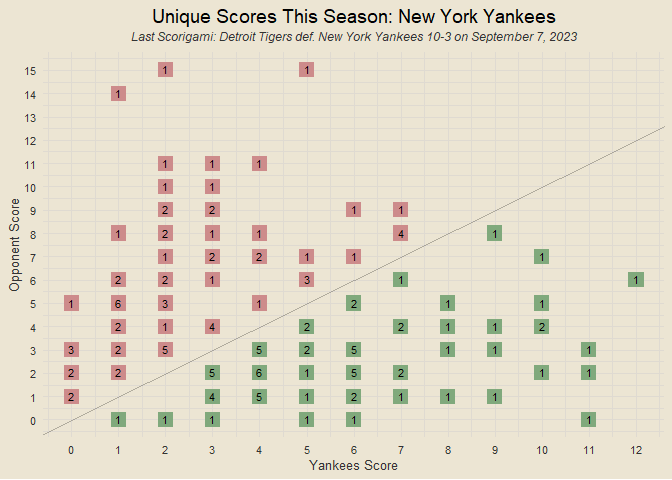 Unique Scores This Season: New York Yankees
Last Scorigami: Detroit Tigers def. New York Yankees 10-3 on September 7, 2023
15 1 1
14 1
13
12
11 1 1 1
10 1 1
9 2 2 1 1
8 1 2 1 1 4 1
7 1 2 2 1 1 1
6 2 2 1 3 1 1
5 1 6 3 1 2 1 1
4 2 1 4 2 2 1 1 2
3 3 2 5 5 2 5 1 1 1
2 2 2 5 6 1 5 2 1 1
1 2 4 5 1 2 1 1 1
0 1 1 1 1 1 1
0 1 2 3 4 5 6 7 8 9 10 11 12
Yankees Score
Opponent Score